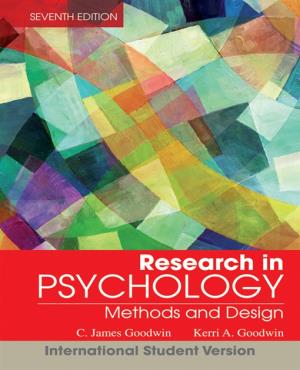 SEVENTH EDITION
Research in
PSYCHOLOGY
Methods and Design
C. James Goodwin Kerri A. Goodwin
International Student Version